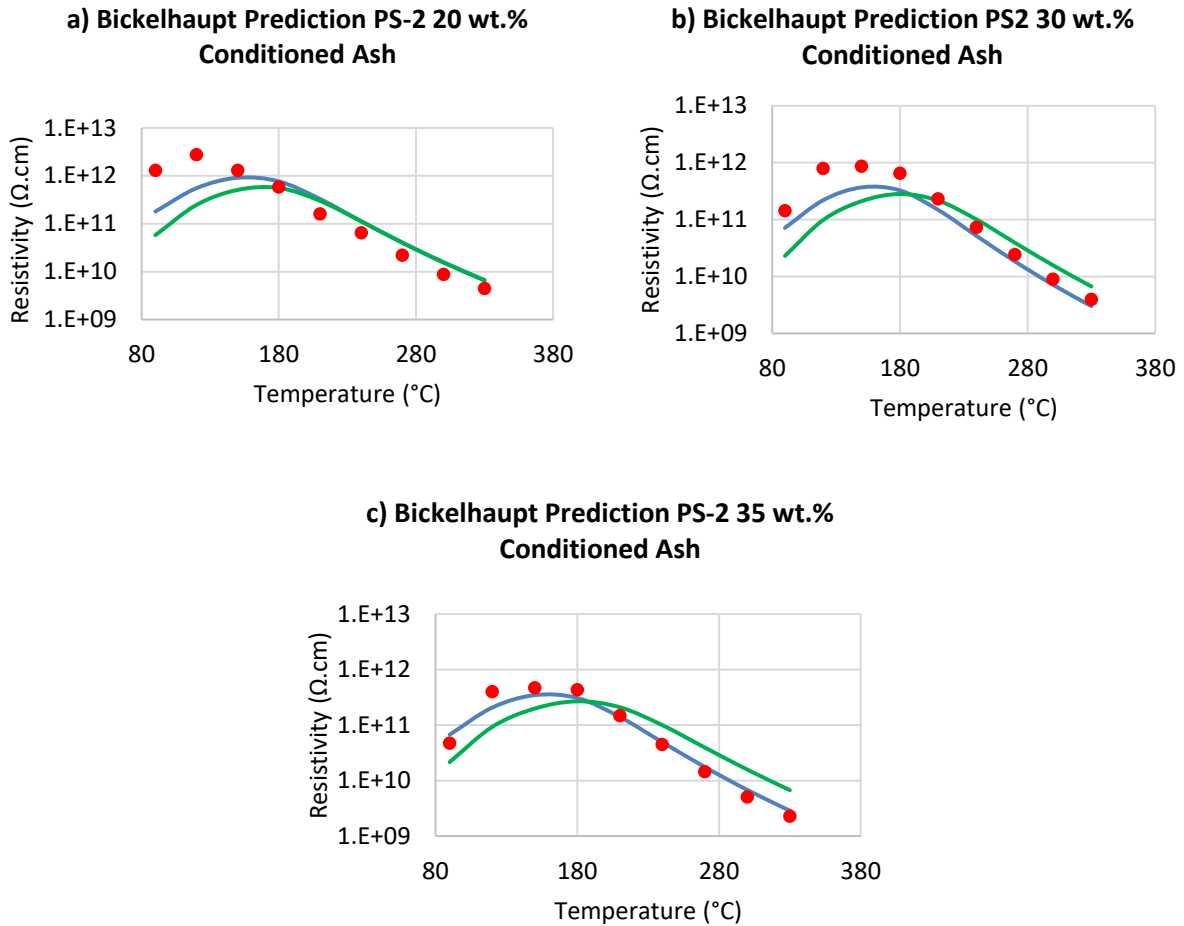 a) Bickelhaupt Prediction PS-2 20 wt.%
Conditioned Ash
1.E+13
1.E+12
1.E+11
1.E+10
1.E+09
Resistivity (Ω.cm)
80
180
280
380
Temperature (°C)
b) Bickelhaupt Prediction PS2 30 wt.%
Conditioned Ash
1.E+13
1.E+12
1.E+11
1.E+10
1.E+09
Resistivity (Ω.cm)
80
180
280
380
Temperature (°C)
c) Bickelhaupt Prediction PS-2 35 wt.%
Conditioned Ash
1.E+13
1.E+12
1.E+11
1.E+10
1.E+09
Resistivity (Ω.cm)
80
180
280
380
Temperature (°C)